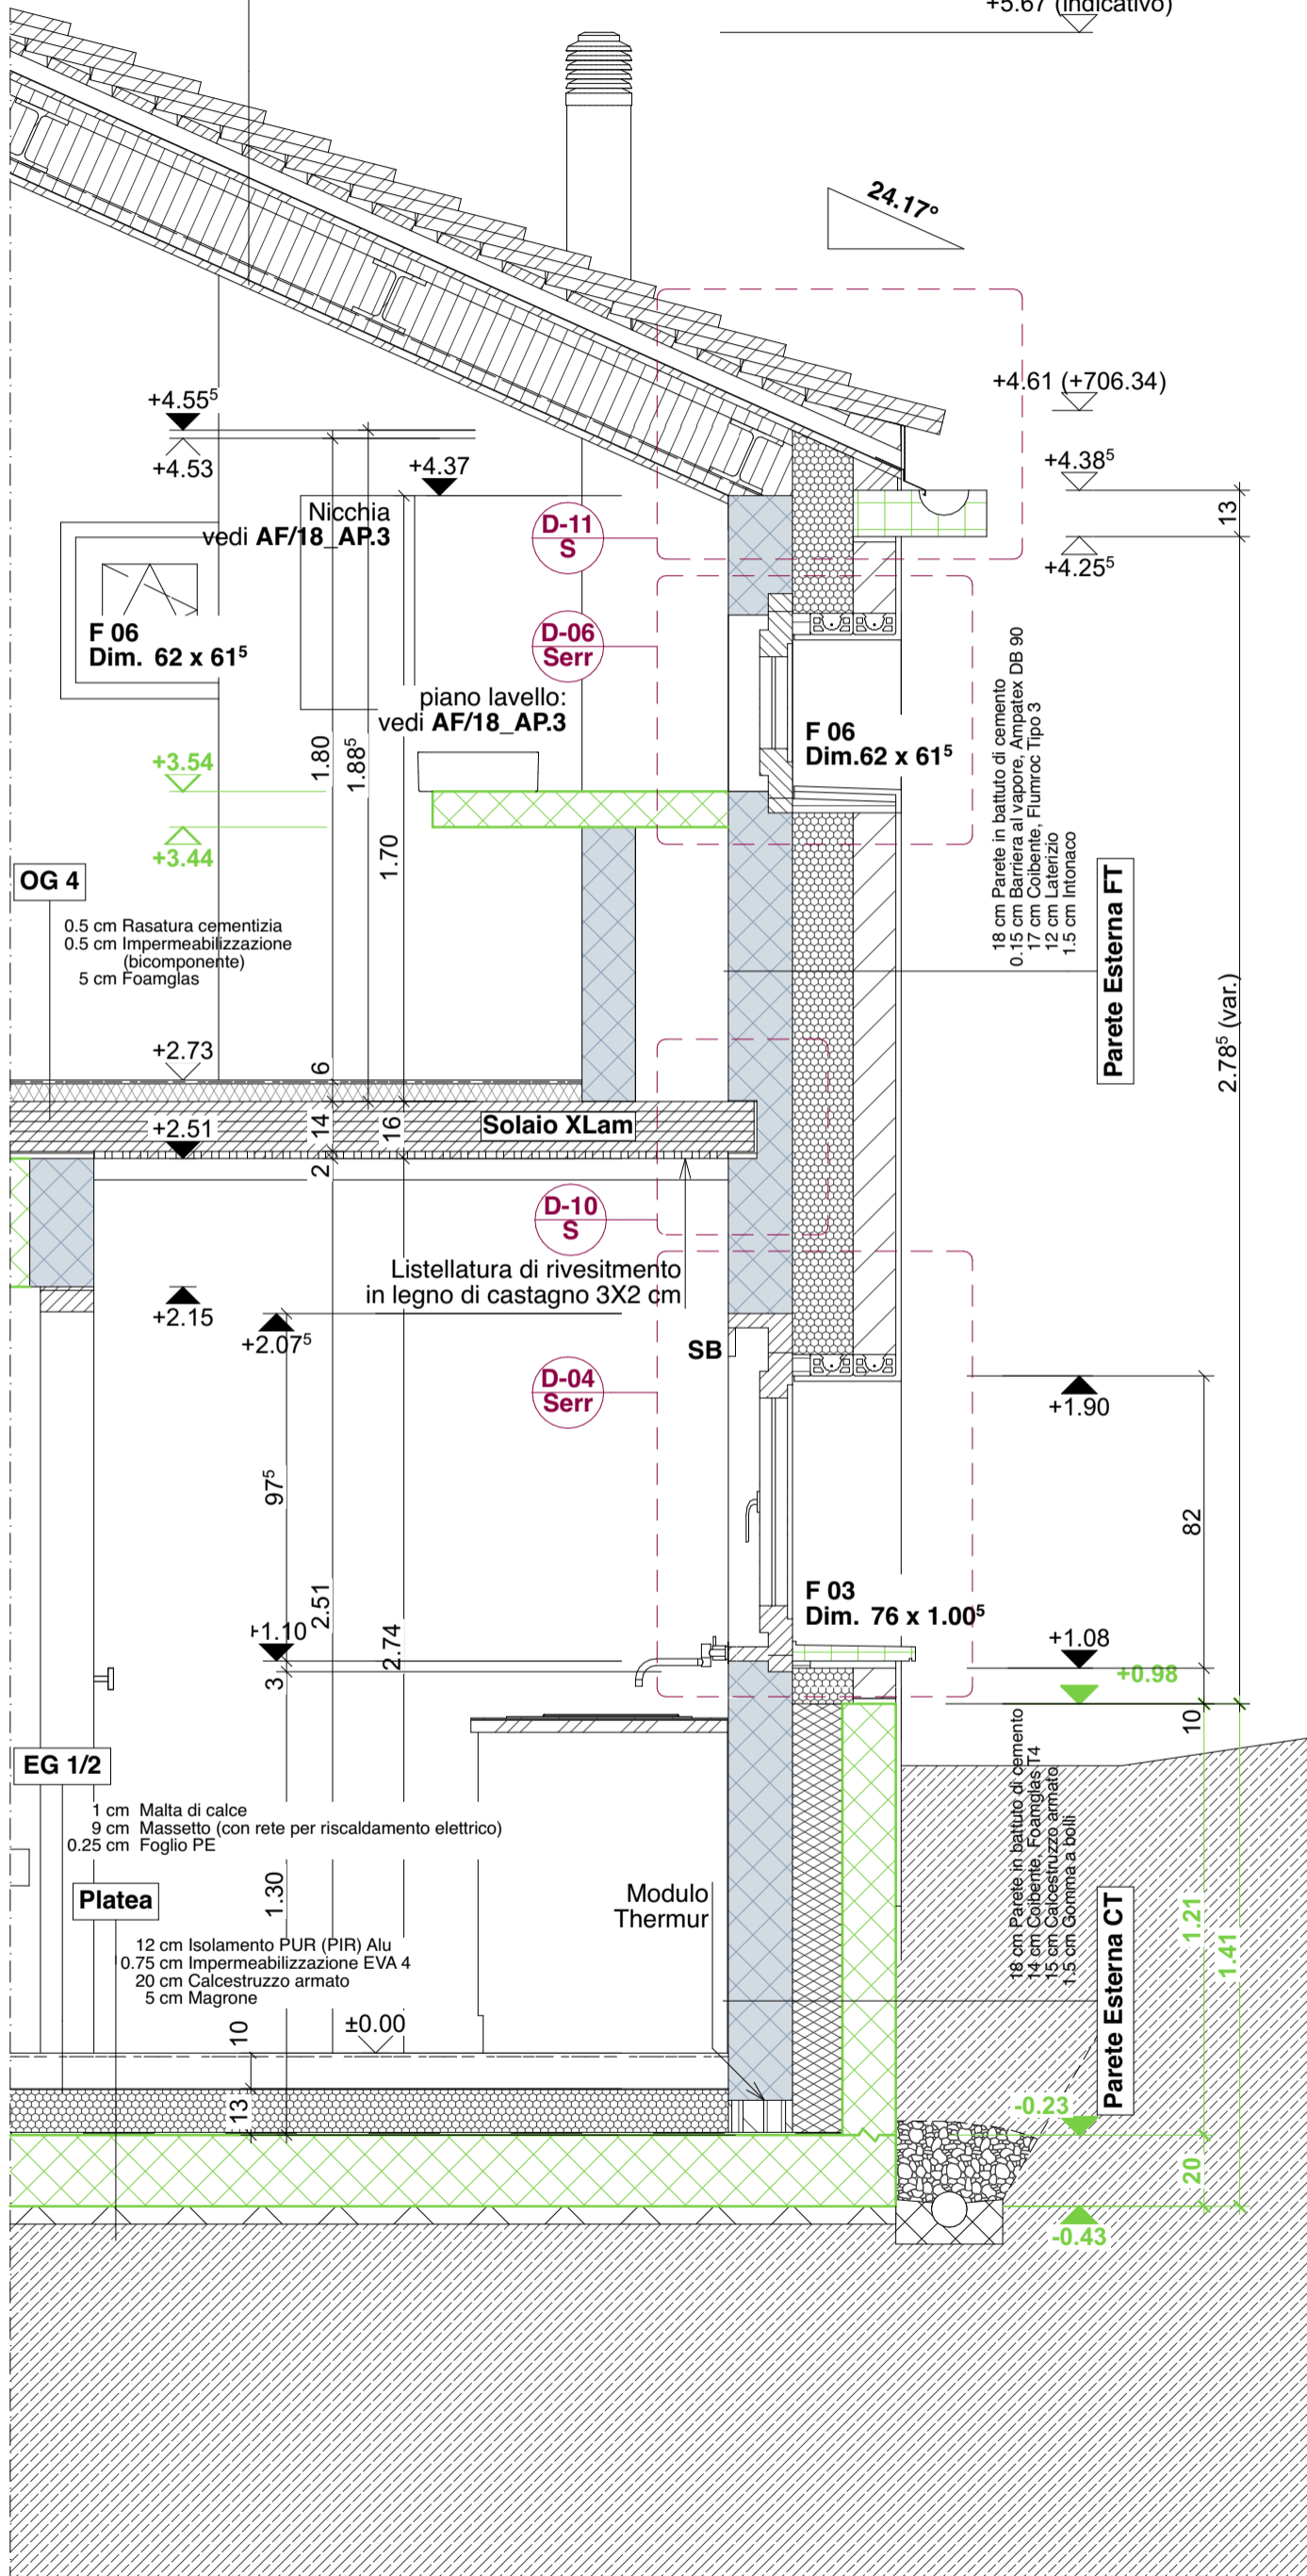 +5.67 (indicativo)
24.17°
+4.61 (+706.34)
+4.55⁵
+4.53
+4.37
+4.38⁵
13
+4.25⁵
Nicchia
vedi AF/18_AP.3
D-11
S
F 06
Dim. 62 x 61⁵
D-06
Serr
piano lavello:
vedi AF/18_AP.3
F 06
Dim.62 x 61⁵
18 cm Parete in battuto di cemento
0.15 cm Barriera al vapore, Ampatex DB 90
17 cm Coibente, Flumroc Tipo 3
12 cm Laterizio
1.5 cm Intonaco
Parete Esterna FT
1.80
1.88⁵
1.70
+3.54
+3.44
OG 4
0.5 cm Rasatura cementizia
0.5 cm Impermeabilizzazione
(bicomponente)
5 cm Foamglas
2.78⁵ (var.)
+2.73
6
+2.51
14
16
Solaio XLam
2
D-10
S
Listellatura di rivesitmento
in legno di castagno 3X2 cm
+2.15
+2.07⁵
SB
D-04
Serr
+1.90
97⁵
82
2.51
2.74
F 03
Dim. 76 x 1.00⁵
+1.10
+1.08
3
+0.98
10
EG 1/2
1 cm Malta di calce
9 cm Massetto (con rete per riscaldamento elettrico)
0.25 cm Foglio PE
18 cm Parete in battuto di cemento
14 cm Coibente, Foamglas T4
15 cm Calcestruzzo armato
1.5 cm Gomma a bolli
Parete Esterna CT
Platea
1.30
Modulo
Thermur
12 cm Isolamento PUR (PIR) Alu
0.75 cm Impermeabilizzazione EVA 4
20 cm Calcestruzzo armato
5 cm Magrone
1.21
1.41
10
±0.00
13
-0.23
20
-0.43